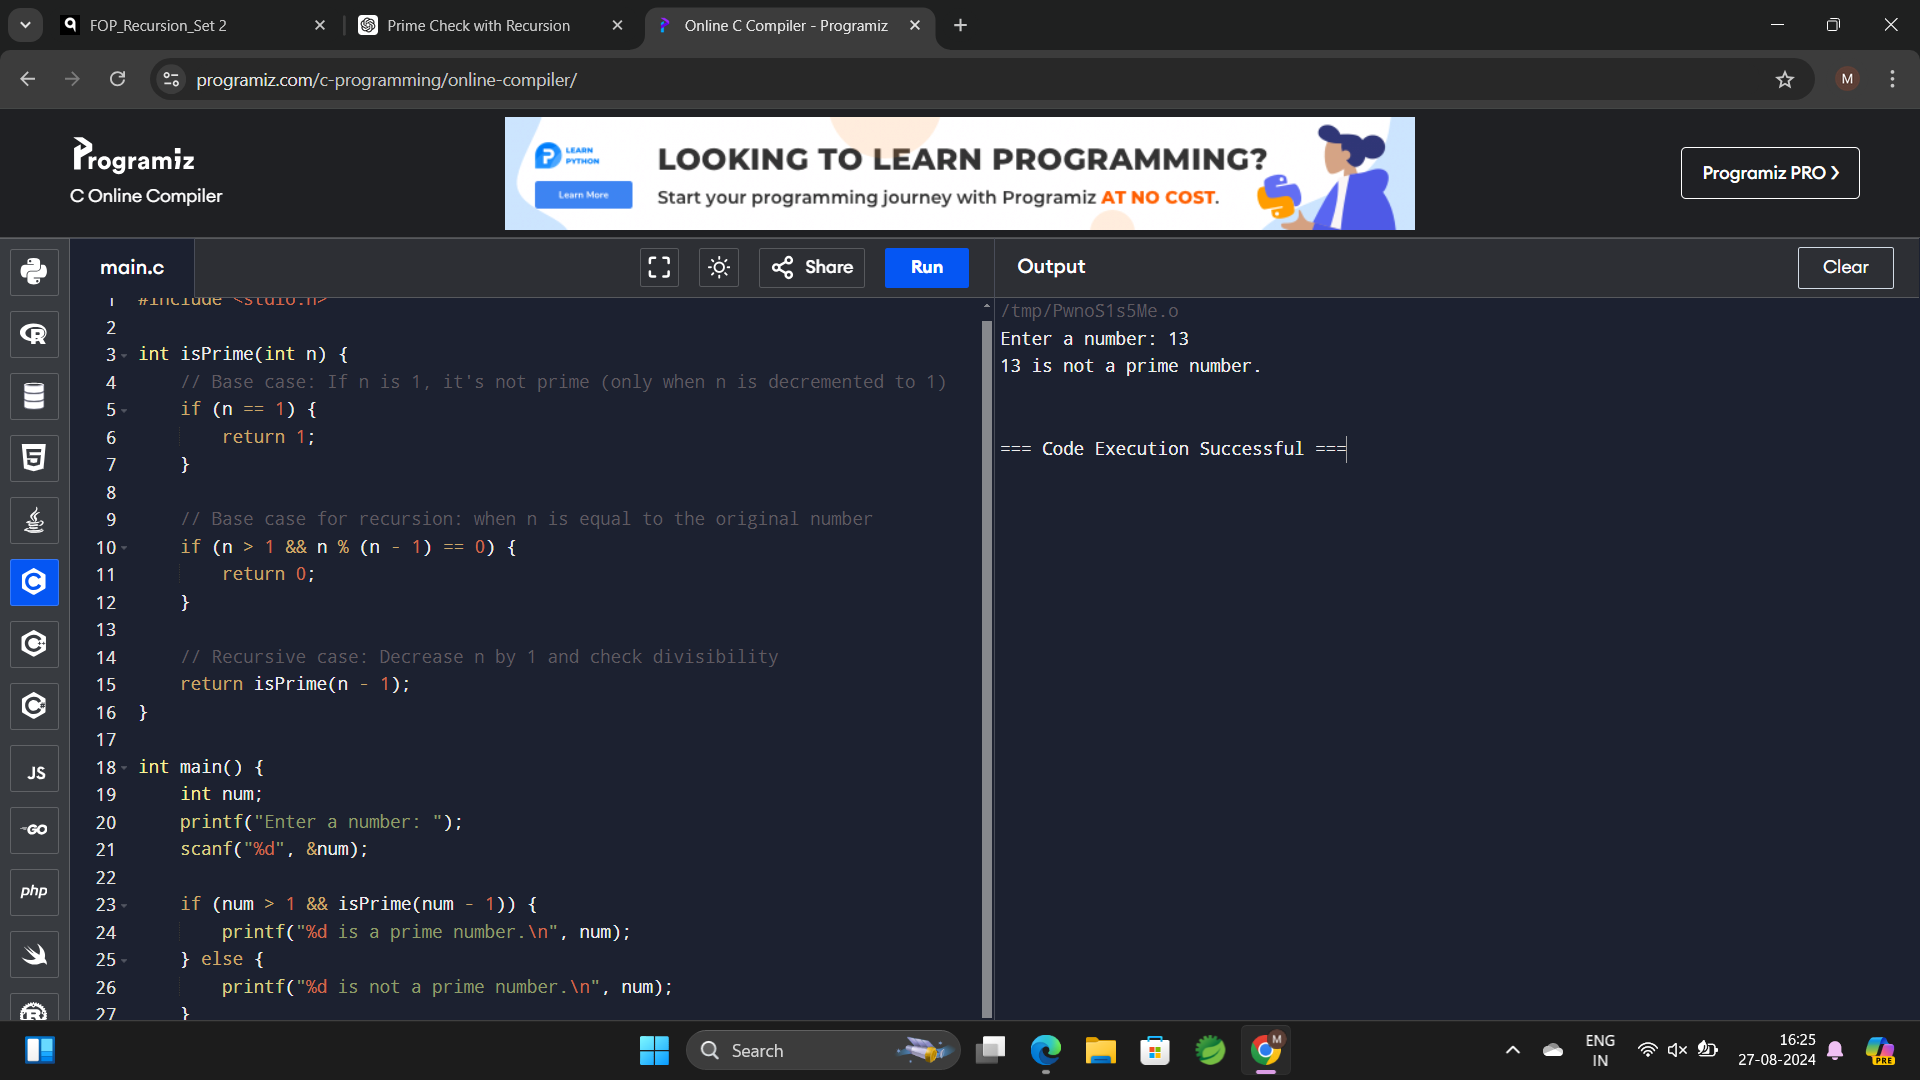 FOP_Recursion_Set 2
Prime Check with Recursion
Online C Compiler - Programiz
programiz.com/c-programming/online-compiler/
M
Programiz
C Online Compiler
LEARN
PYTHON
Learn More
LOOKING TO LEARN PROGRAMMING?
Start your programming journey with Programiz AT NO COST.
Programiz PRO
main.c
Share
Run
Output
Clear
1 #include <stdio.h>
2
3 int isPrime(int n) {
4 // Base case: If n is 1, it's not prime (only when n is decremented to 1)
5 if (n == 1) {
6 return 1;
7 }
8
9 // Base case for recursion: when n is equal to the original number
10 if (n > 1 && n % (n - 1) == 0) {
11 return 0;
12 }
13
14 // Recursive case: Decrease n by 1 and check divisibility
15 return isPrime(n - 1);
16 }
17
18 int main() {
19 int num;
20 printf("Enter a number: ");
21 scanf("%d", &num);
22
23 if (num > 1 && isPrime(num - 1)) {
24 printf("%d is a prime number.\n", num);
25 } else {
26 printf("%d is not a prime number.\n", num);
27 }
/tmp/PwnoS1s5Me.o
Enter a number: 13
13 is not a prime number.
=== Code Execution Successful ===
JS
GO
php
Search
M
ENG
IN
16:25
27-08-2024
PRE